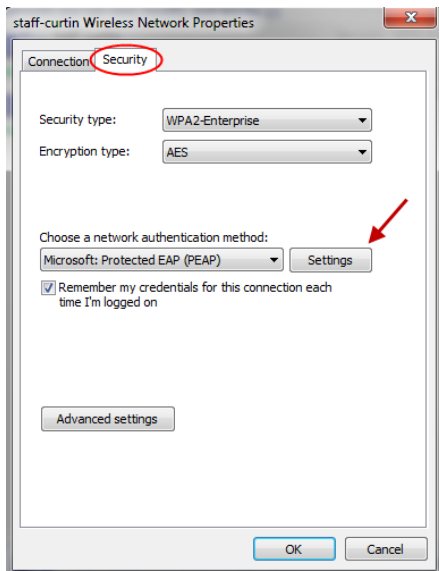 staff-curtin Wireless Network Properties
Connection Security
Security type: WPA2-Enterprise
Encryption type: AES
Choose a network authentication method:
Microsoft: Protected EAP (PEAP) Settings
Remember my credentials for this connection each
time I'm logged on
Advanced settings
OK Cancel